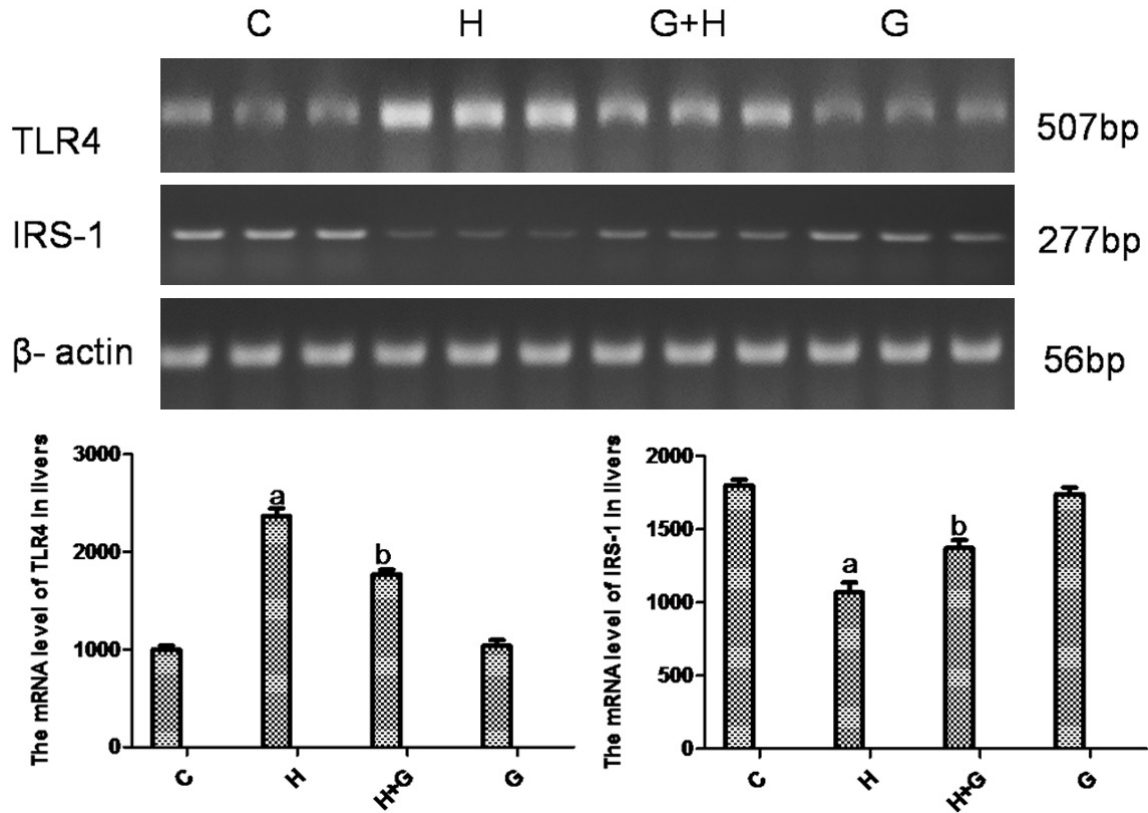 C H G+H G
TLR4 507bp
IRS-1 277bp
β- actin 56bp
The mRNA level of TLR4 in livers
3000
2000
1000
0
a
b
C H H+G G
The mRNA level of IRS-1 in livers
2000
1500
1000
500
0
a
b
C H H+G G